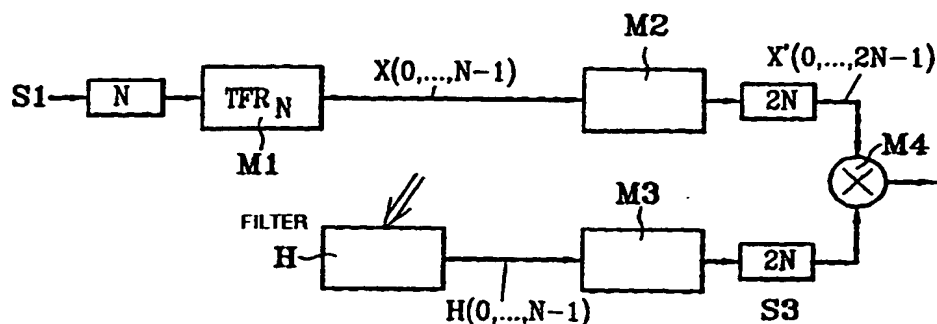 M2
X'(0,...,2N-1)
S1
N
TFR N
X(0,...,N-1)
2N
M1
M4
FILTER
H
M3
2N
H(0,...,N-1)
S3